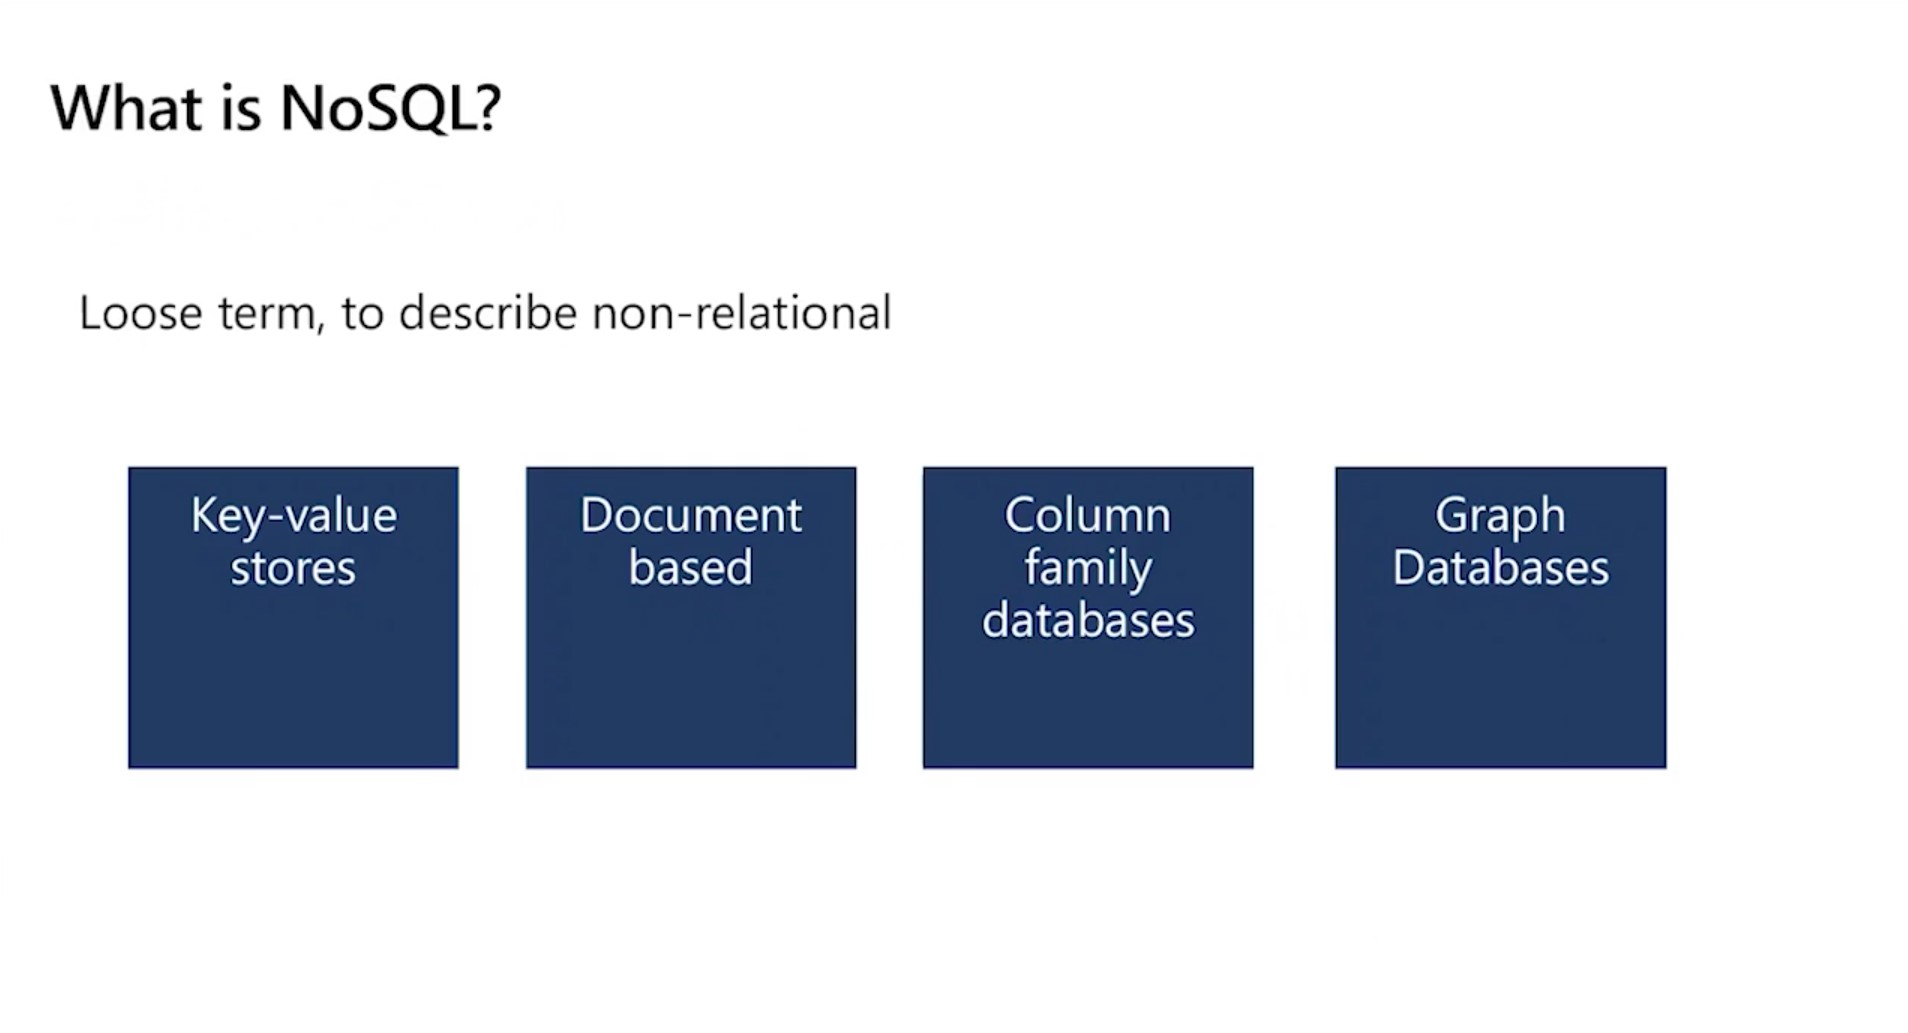 What is NoSQL?
Loose term, to describe non-relational
Key-value
stores
Document
based
Column
family
databases
Graph
Databases